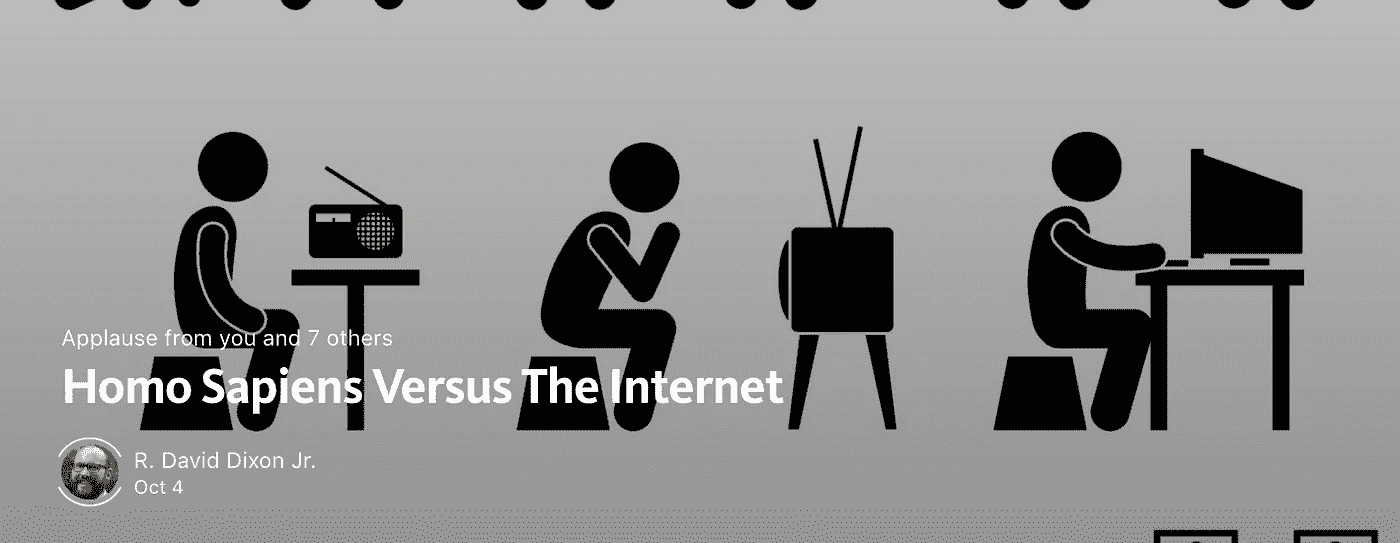 Applause from you and 7 others
Homo Sapiens Versus The Internet
R. David Dixon Jr.
Oct 4